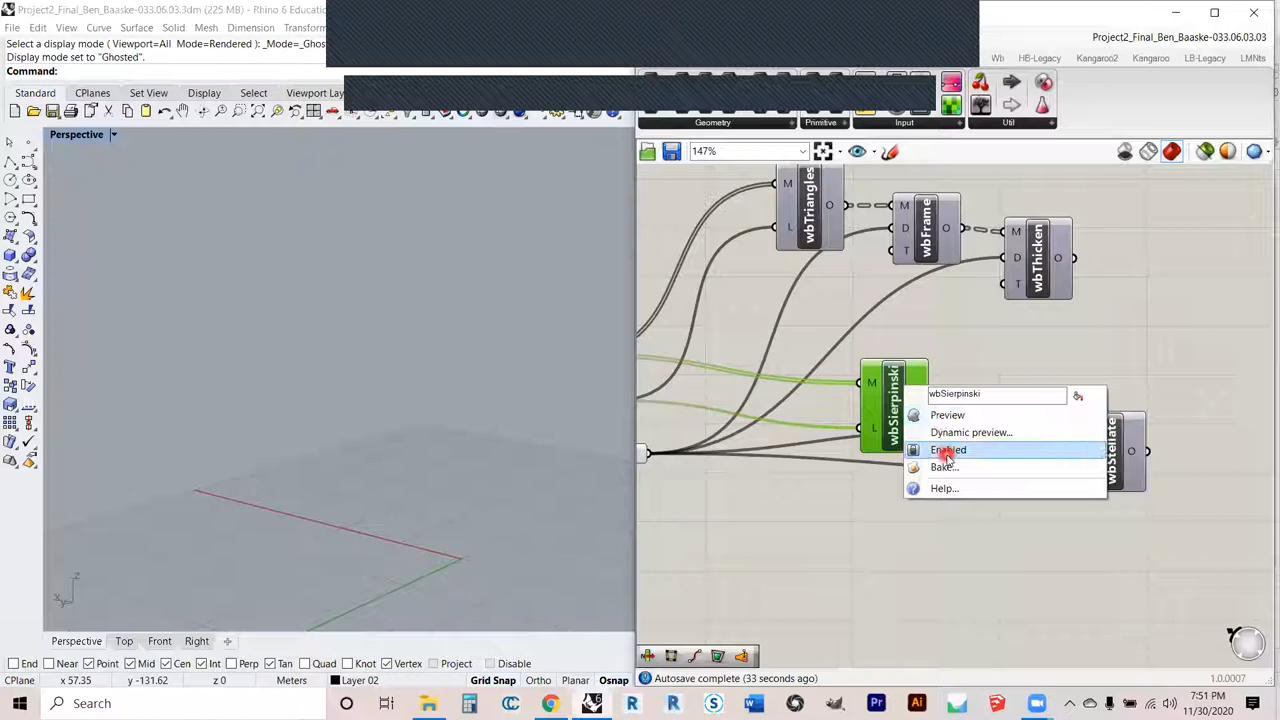 Project2_Final_Ben_Baaske-033.06.03.3dm (225 MB) - Rhino 6 Educatio
File Edit View Curve Surface Solid Mesh Dimension Transform
Select a display mode ( Viewport=All Mode=Rendered ): _Mode=_Gho
Display mode set to "Ghosted".
Command:
Standard CPlanes Set View Display Select Viewport Layo
Perspective
Project2_Final_Ben_Baaske-033.06.03.03
Wb HB-Legacy Kangaroo2 Kangaroo LB-Legacy LMNts
Geometry Primitive Input Util
147%
M
L
wbTriangles
O
M
D
T
wbFrame
O
M
D
T
wbThicken
O
M
L
wbSierpinski
wbSierpinski
Preview
Dynamic preview...
Enabled
Bake...
Help...
wbStellate
O
z
y x
Perspective Top Front Right
End Near Point Mid Cen Int Perp Tan Quad Knot Vertex Project Disable
CPlane x 57.35 y -131.62 z 0 Meters Layer 02 Grid Snap Ortho Planar Osnap
Autosave complete (33 seconds ago)
1.0.0007
Search
7:51 PM
11/30/2020